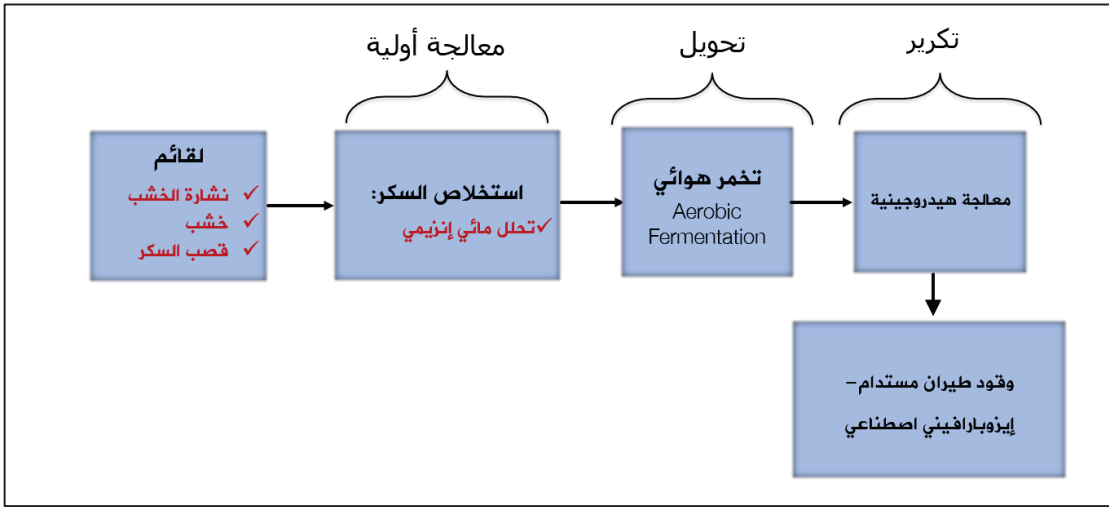 معالجة أولية
تحويل
تكرير
لقائم
نشارة الخشب
خشب
قصب السكر
استخلاص السكر:
تحلل مائي إنزيمي
تخمر هوائي
Aerobic
Fermentation
معالجة هيدروجينية
وقود طيران مستدام–
إيزوبارافيني اصطناعي